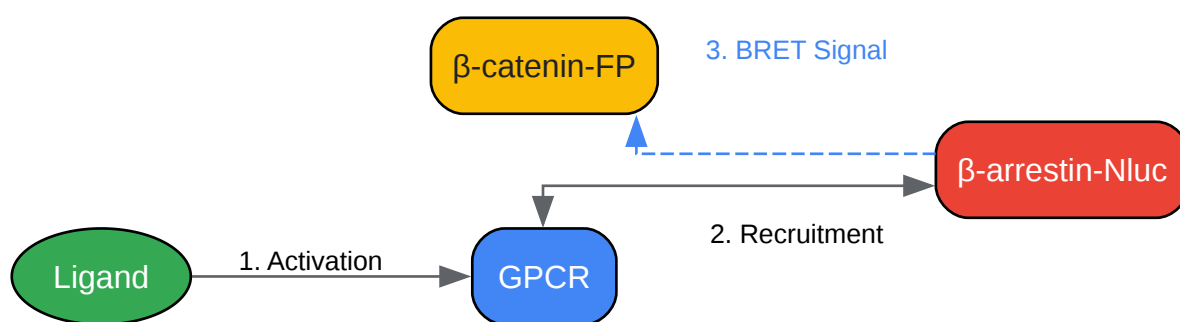 β-catenin-FP
3. BRET Signal
β-arrestin-Nluc
2. Recruitment
1. Activation
Ligand
GPCR